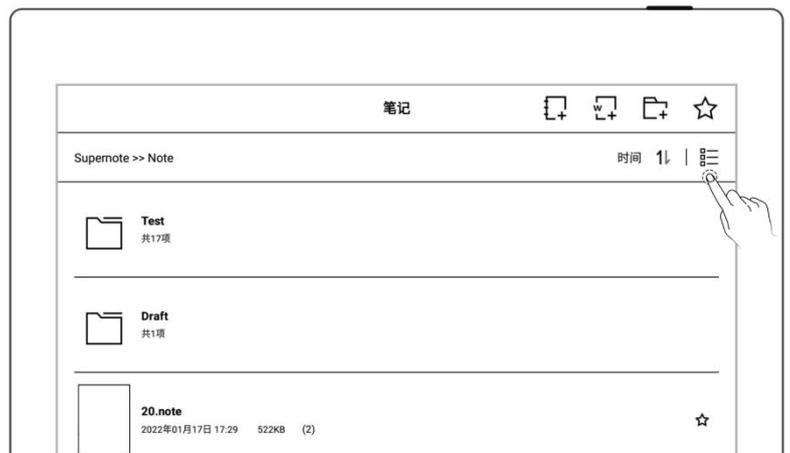 笔记
Supernote >> Note
时间
Test
共17项
Draft
共1项
20.note
2022年01月17日 17:29 522KB (2)